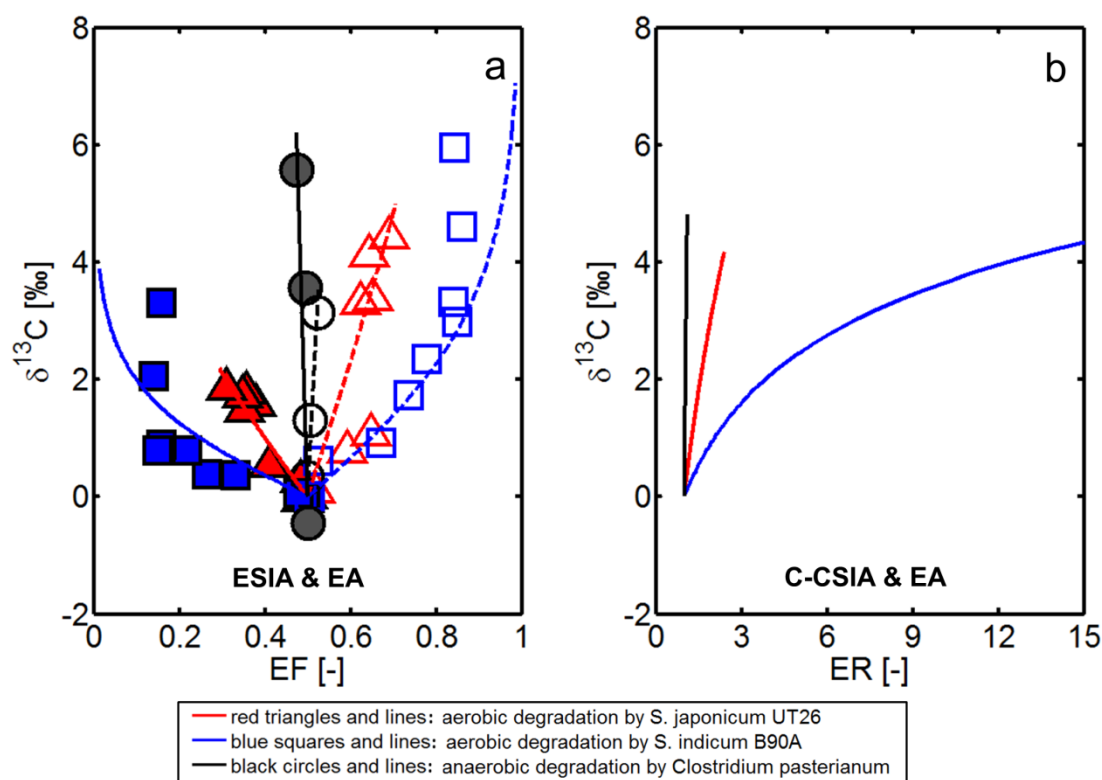 a
8
6
4
2
0
-2
δ13C [‰]
0
0.2
0.4
0.6
0.8
1
EF [-]
ESIA & EA
b
8
6
4
2
0
-2
δ13C [‰]
0
3
6
9
12
15
ER [-]
C-CSIA & EA
red triangles and lines: aerobic degradation by S. japonicum UT26
blue squares and lines: aerobic degradation by S. indicum B90A
black circles and lines: anaerobic degradation by Clostridium pasterianum